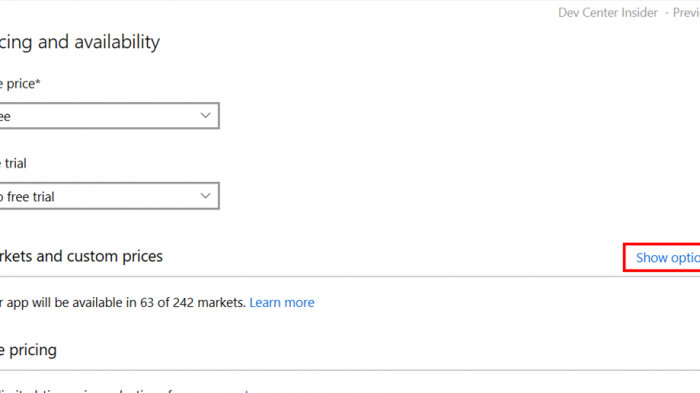 Dev Center Insider - Previ
cing and availability
e price*
ee
trial
free trial
rkets and custom prices
Show optio
r app will be available in 63 of 242 markets. Learn more
e pricing